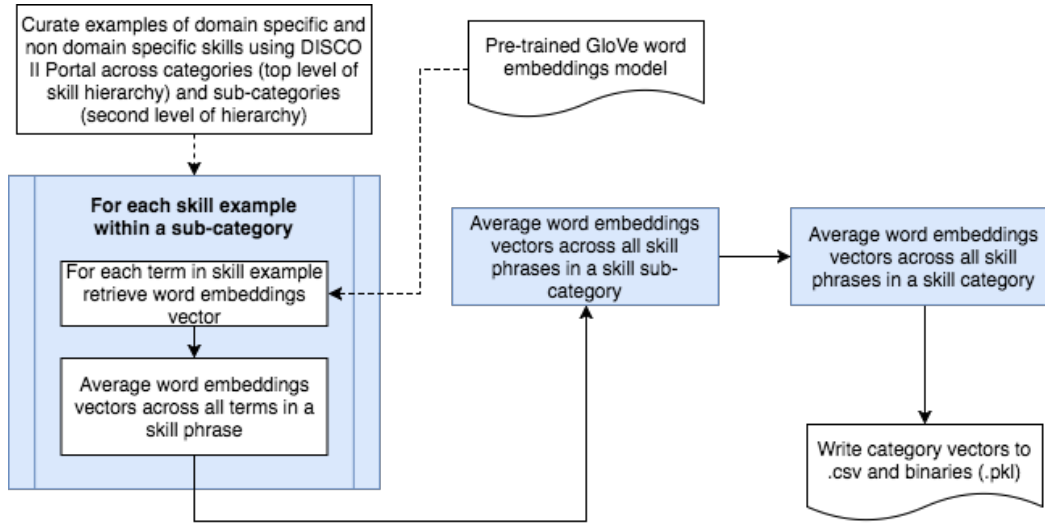 Curate examples of domain specific and
non domain specific skills using DISCO
II Portal across categories (top level of
skill hierarchy) and sub-categories
(second level of hierarchy)
Pre-trained GloVe word
embeddings model
For each skill example
within a sub-category
For each term in skill example
retrieve word embeddings
vector
Average word embeddings
vectors across all terms in a
skill phrase
Average word embeddings
vectors across all skill
phrases in a skill sub-
category
Average word embeddings
vectors across all skill
phrases in a skill category
Write category vectors to
.csv and binaries (.pkl)